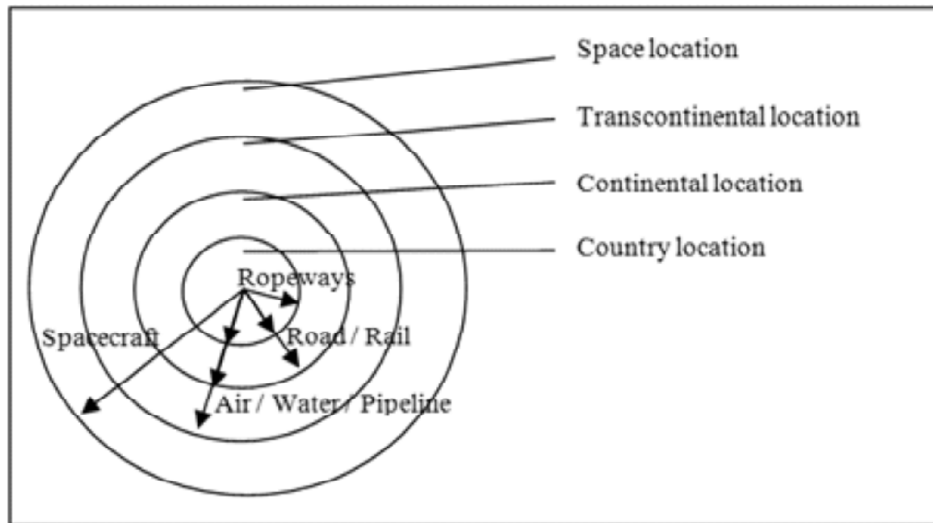 Space location
Transcontinental location
Continental location
Country location
Ropeways
Spacecraft
Road / Rail
Air / Water / Pipeline